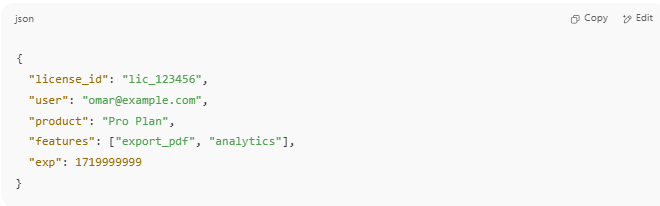 json
Copy
Edit
{
"license_id": "lic_123456",
"user": "omar@example.com",
"product": "Pro Plan",
"features": ["export_pdf", "analytics"],
"exp": 1719999999
}